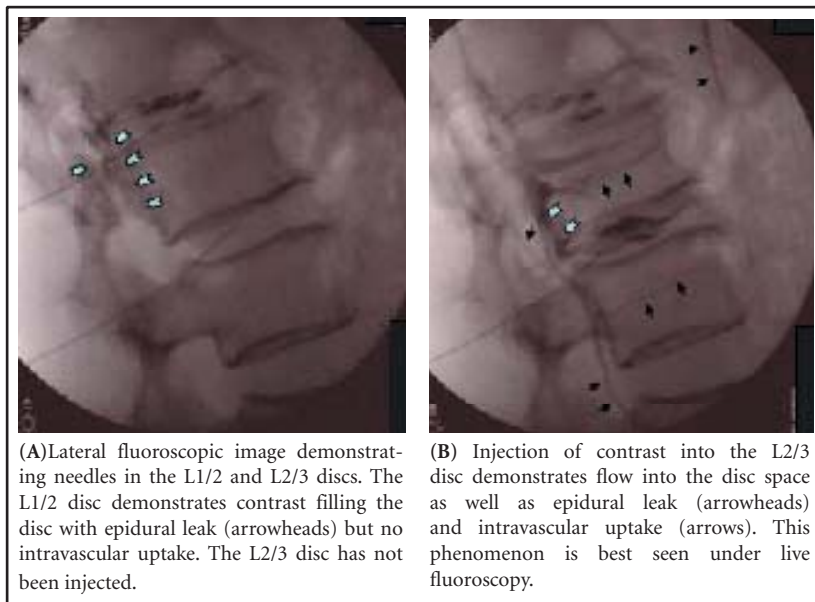 (A)Lateral fluoroscopic image demonstrat-
ing needles in the L1/2 and L2/3 discs. The
L1/2 disc demonstrates contrast filling the
disc with epidural leak (arrowheads) but no
intravascular uptake. The L2/3 disc has not
been injected.
(B) Injection of contrast into the L2/3
disc demonstrates flow into the disc space
as well as epidural leak (arrowheads)
and intravascular uptake (arrows). This
phenomenon is best seen under live
fluoroscopy.